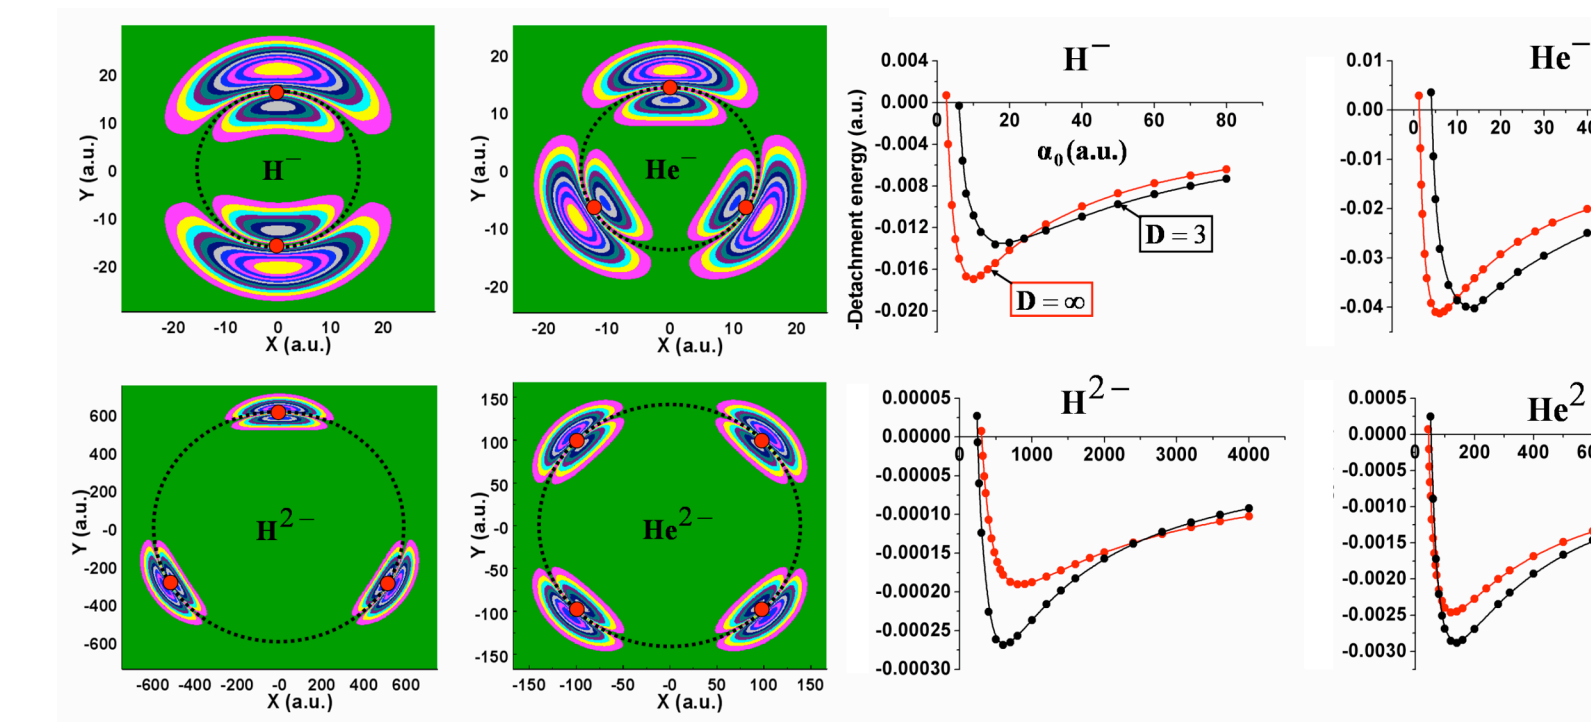 20
10
0
-10
-20
Y (a.u.)
H−
-20 -10 0 10 20
X (a.u.)
20
10
0
-10
-20
Y (a.u.)
He−
-20 -10 0 10 20
X (a.u.)
H−
0.004
0.000
-0.004
-0.008
-0.012
-0.016
-0.020
-Detachment energy (a.u.)
0 20 40 60 80
α0(a.u.)
D = 3
D = ∞
He−
0.01
0.00
-0.01
-0.02
-0.03
-0.04
0 10 20 30 40
600
400
200
-0
-200
-400
-600
Y (a.u.)
H2−
-600 -400 -200 -0 200 400 600
X (a.u.)
150
100
50
-0
-50
-100
-150
Y (a.u.)
He2−
-150 -100 -50 -0 50 100 150
X (a.u.)
H2−
0.00005
0.00000
-0.00005
-0.00010
-0.00015
-0.00020
-0.00025
-0.00030
0 1000 2000 3000 4000
He2
0.0005
0.0000
-0.0005
-0.0010
-0.0015
-0.0020
-0.0025
-0.0030
0 200 400